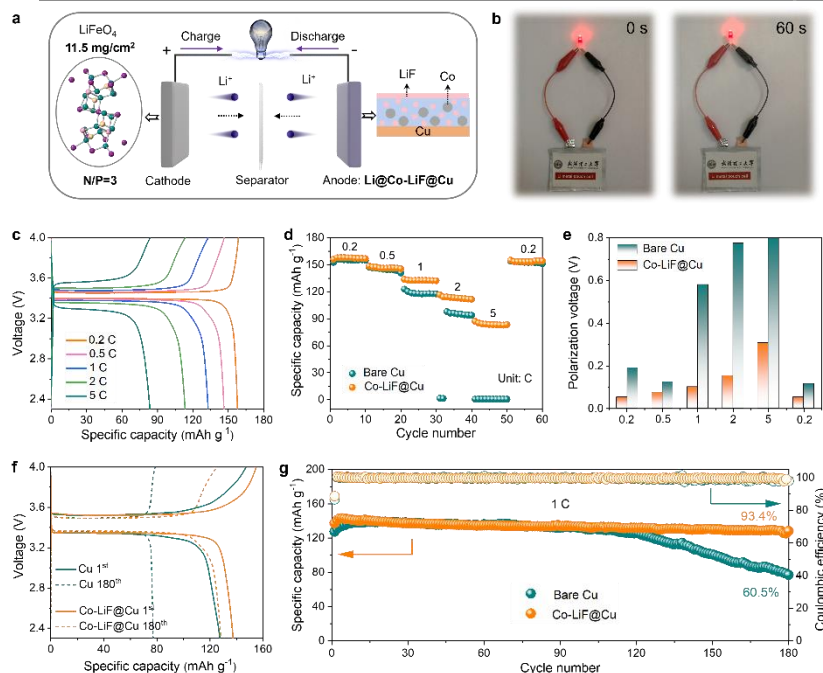 a
LiFeO4
11.5 mg/cm2
N/P=3
+
Charge
Discharge
−
Li−
Li+
Cathode
Separator
Anode: Li@Co-LiF@Cu
LiF
Co
Cu
b
0 s
60 s
c
Voltage (V)
4.0
3.6
3.2
2.8
2.4
0.2 C
0.5 C
1 C
2 C
5 C
0 30 60 90 120 150 180
Specific capacity (mAh g-1)
d
Specific capacity (mAh g-1)
180
150
120
90
60
30
0
0.2
0.5
1
2
5
0.2
Bare Cu
Co-LiF@Cu
Unit: C
0 10 20 30 40 50 60
Cycle number
e
Polarization voltage (V)
0.8
0.6
0.4
0.2
0.0
Bare Cu
Co-LiF@Cu
0.2 0.5 1 2 5 0.2
f
Voltage (V)
4.0
3.6
3.2
2.8
2.4
Cu 1st
Cu 180th
Co-LiF@Cu 1st
Co-LiF@Cu 180th
0 40 80 120 160
Specific capacity (mAh g-1)
g
Specific capacity (mAh g-1)
200
160
120
80
40
0
1 C
93.4%
60.5%
Bare Cu
Co-LiF@Cu
100
80
60
40
20
0
Coulombic efficiency (%)
1 30 60 90 120 150 180
Cycle number